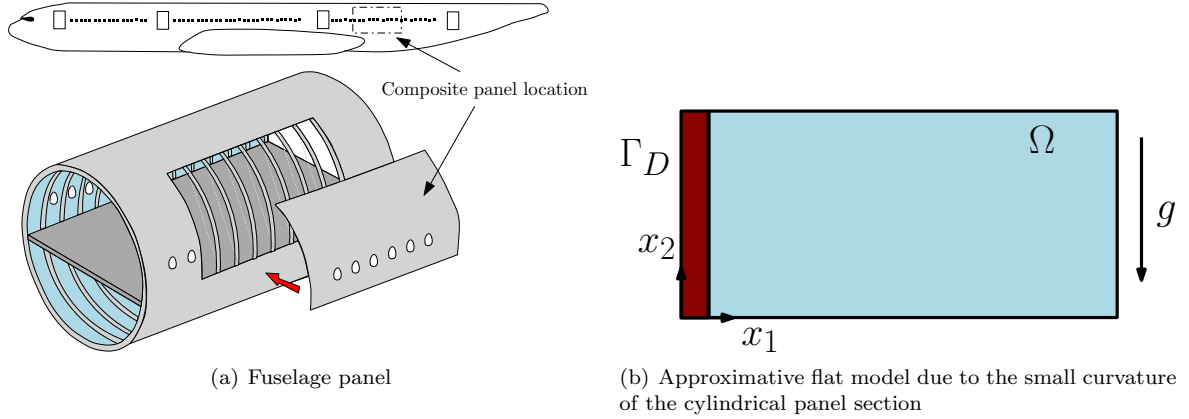 Composite panel location
(a) Fuselage panel
Γ_D
Ω
g
x_2
x_1
(b) Approximative flat model due to the small curvature
of the cylindrical panel section